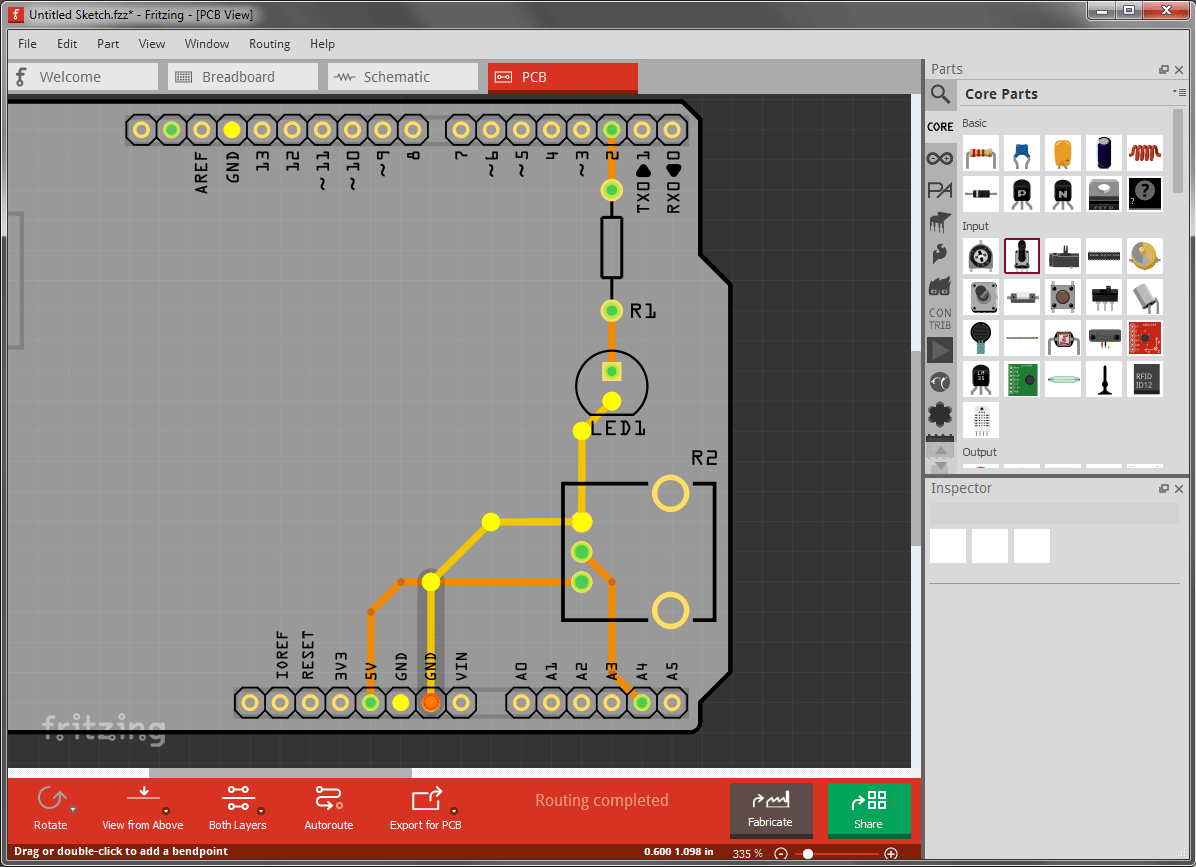 Untitled Sketch.fzz* - Fritzing - [PCB View]
File Edit Part View Window Routing Help
Welcome Breadboard Schematic PCB
AREF GND 13 12 ~11 ~10 ~9 8 7 ~6 ~5 4 ~3 2 TX0 1 RX0 0
R1
LED1
R2
IOREF RESET 3V3 5V GND GND VIN A0 A1 A2 A3 A4 A5
fritzing
Parts
Core Parts
CORE
CON
TRIB
Basic
P N FET P ?
?
Input
LM
35
RFID
ID12
Output
Inspector
Rotate View from Above Both Layers Autoroute Export for PCB
Routing completed
Fabricate Share
Drag or double-click to add a bendpoint 0.600 1.098 in 335 %